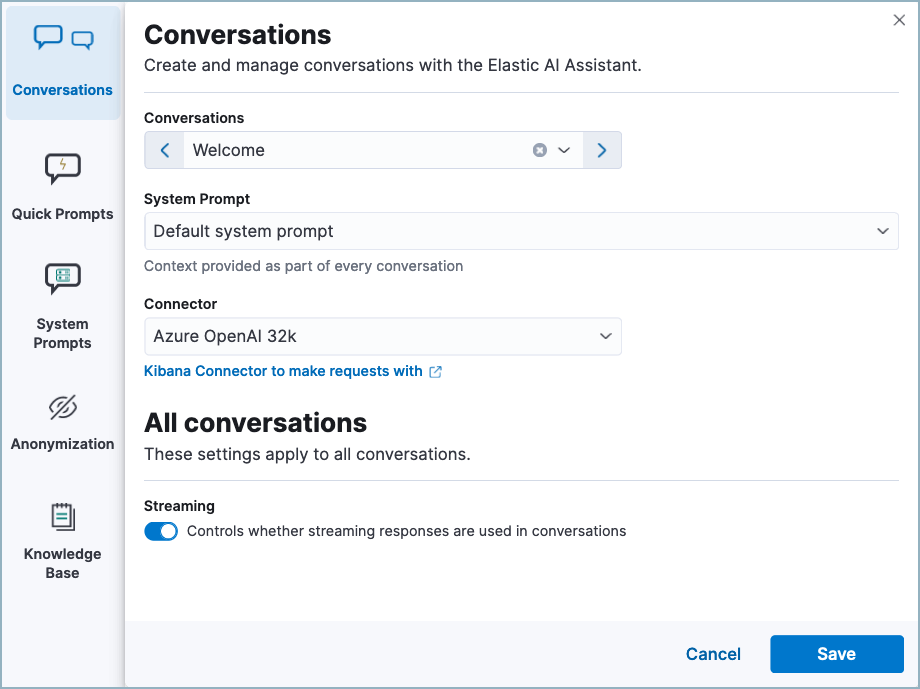 Conversations
Quick Prompts
System
Prompts
Anonymization
Knowledge
Base
Conversations
Create and manage conversations with the Elastic AI Assistant.
Conversations
Welcome
System Prompt
Default system prompt
Context provided as part of every conversation
Connector
Azure OpenAI 32k
Kibana Connector to make requests with
All conversations
These settings apply to all conversations.
Streaming
Controls whether streaming responses are used in conversations
Cancel
Save